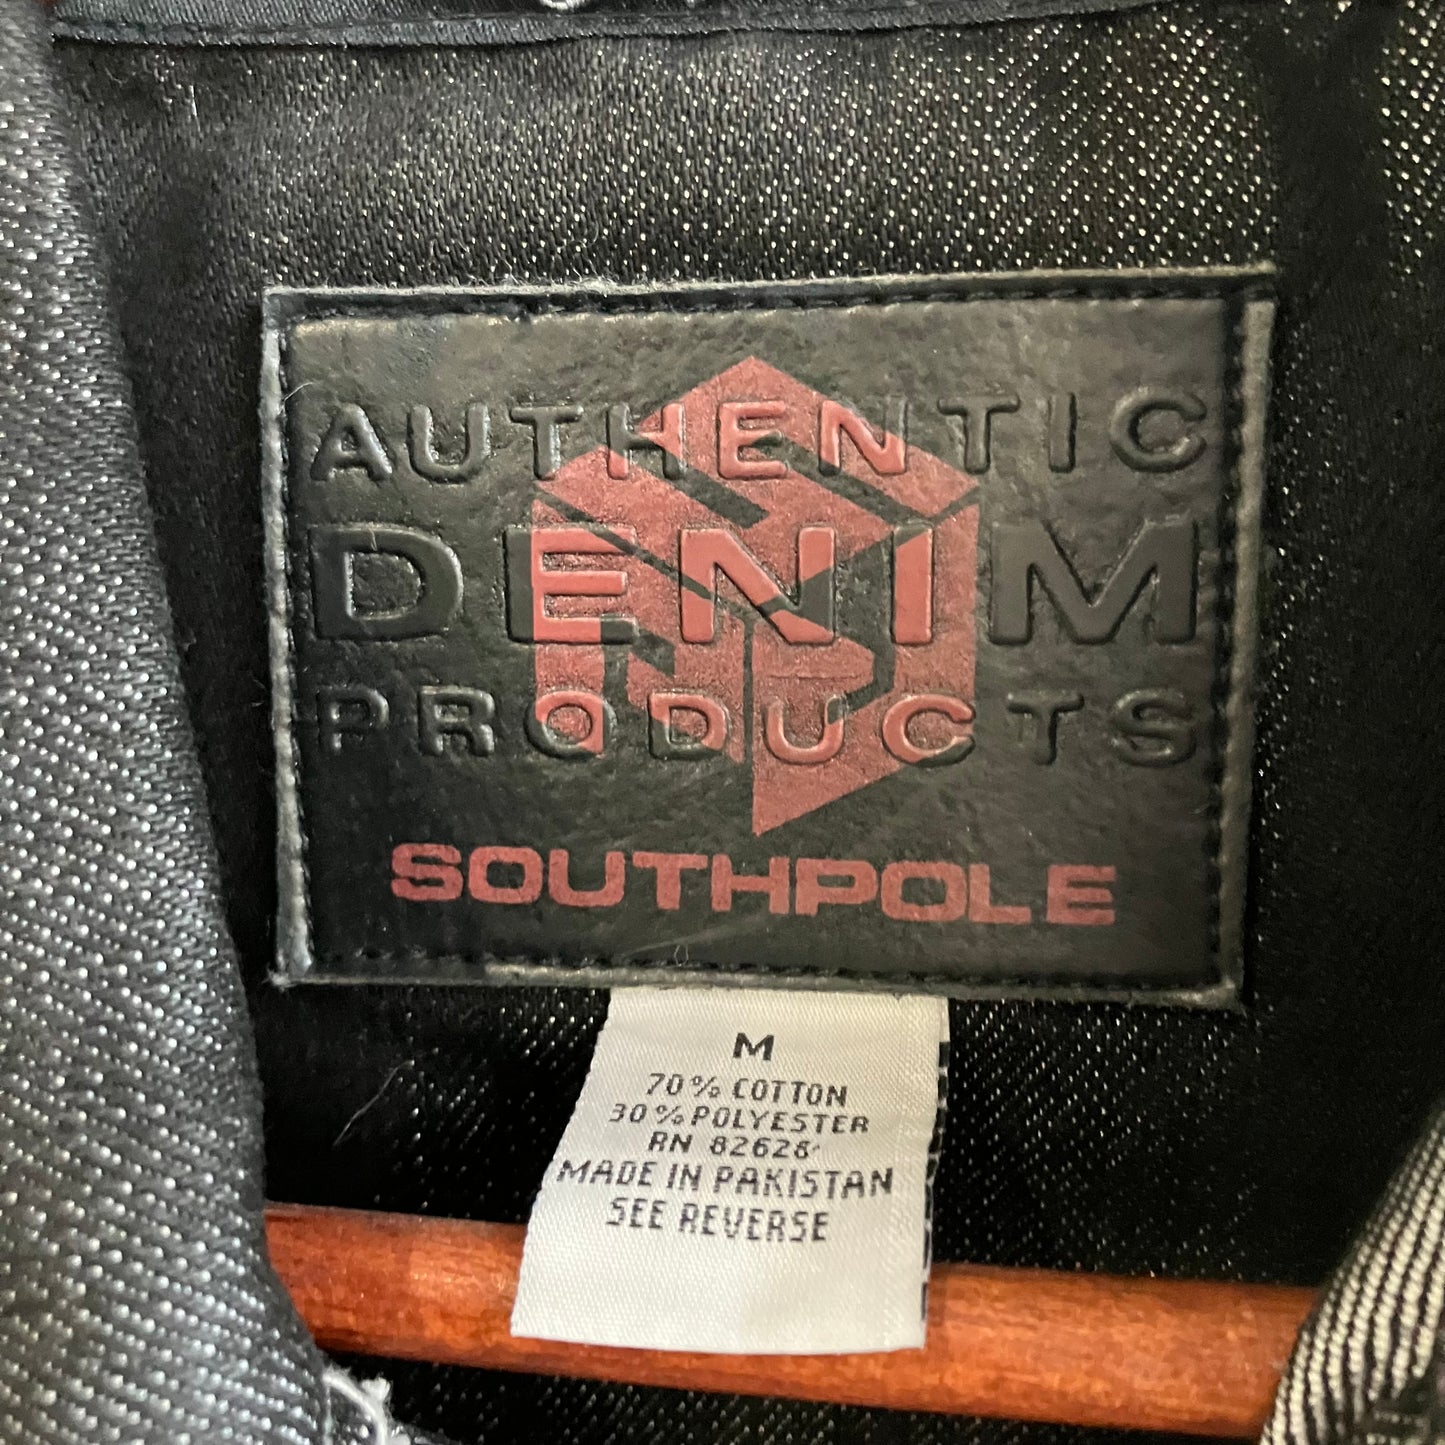 AUTHENTIC
DENIM
PRODUCTS
SOUTHPOLE
M
70% COTTON
30% POLYESTER
RN 82628
MADE IN PAKISTAN
SEE REVERSE